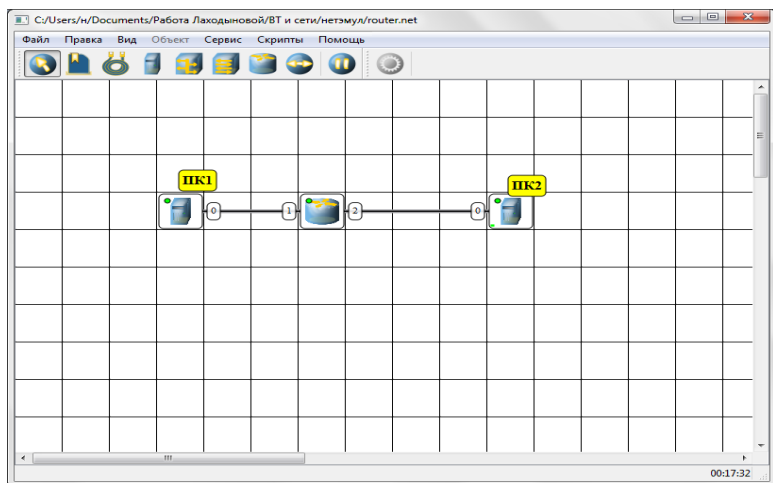 C:/Users/н/Documents/Работа Лаходыновой/ВТ и сети/нетэмул/router.net
Файл Правка Вид Объект Сервис Скрипты Помощь
ПК1
ПК2
0 1 2 0
00:17:32